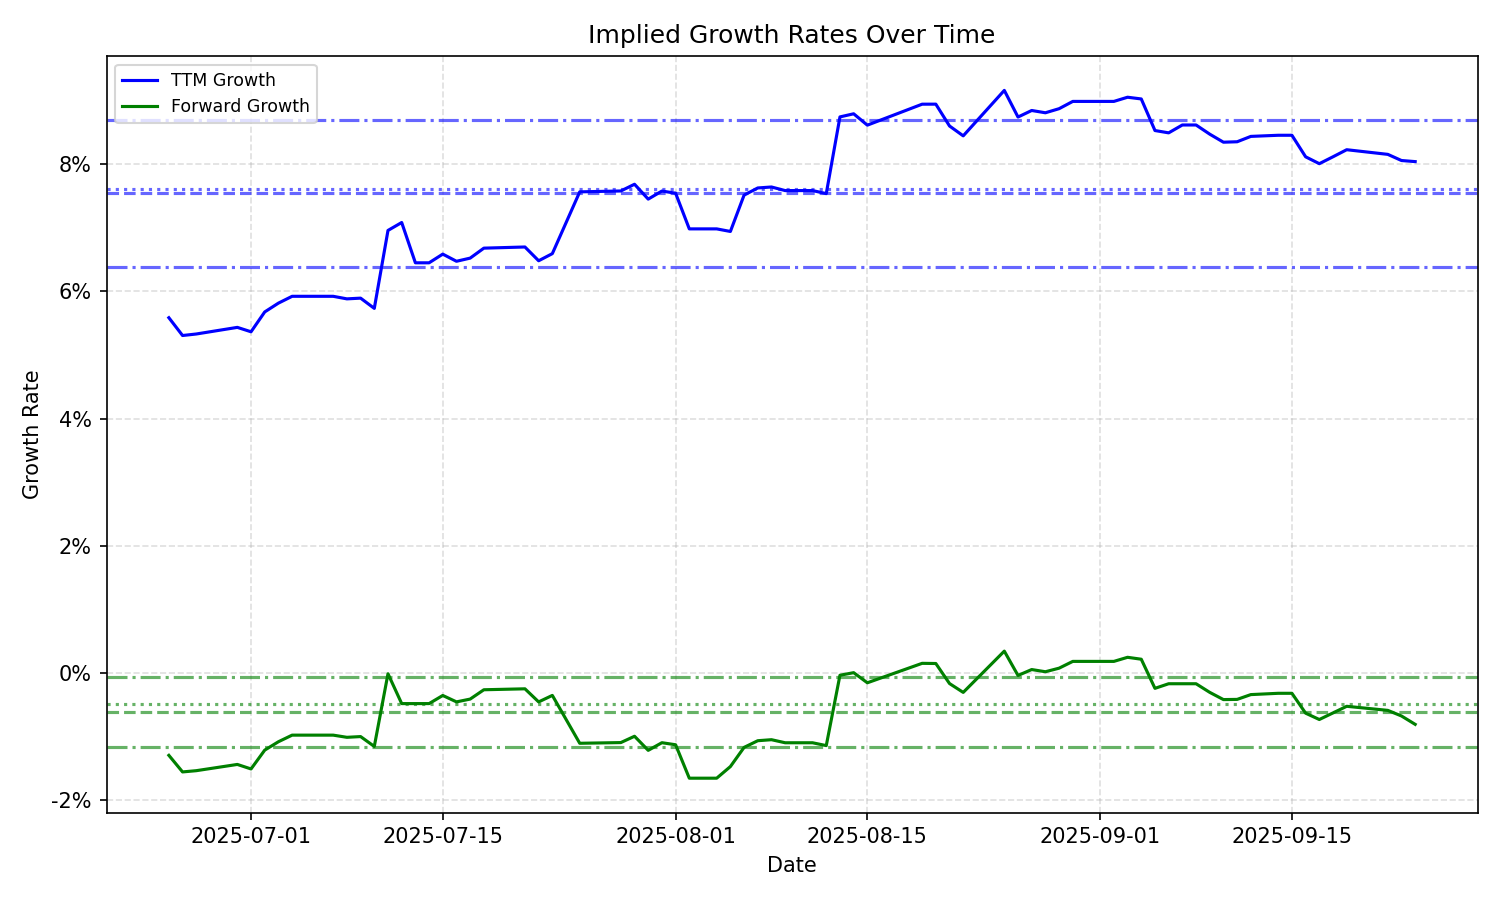 Implied Growth Rates Over Time
TTM Growth
Forward Growth
8%
6%
4%
2%
0%
-2%
Growth Rate
2025-07-01
2025-07-15
2025-08-01
2025-08-15
2025-09-01
2025-09-15
Date